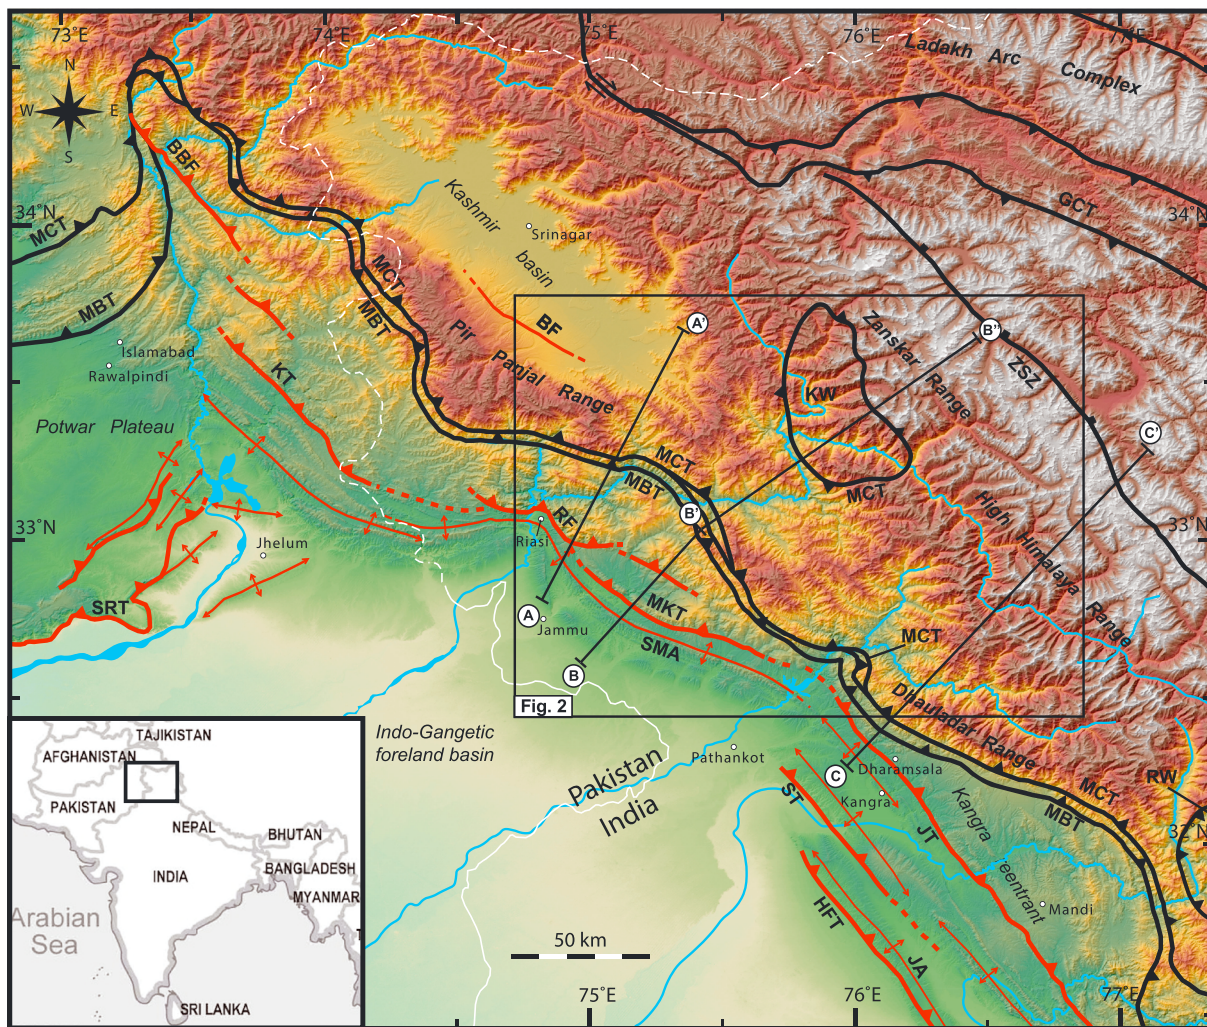 73°E
74°E
75°E
76°E
77°E
N
W
E
S
Ladakh Arc Complex
BBF
Kashmir
basin
Srinagar
GCT
34°N
34°N
MCT
MCT
MBT
MBT
BF
A'
B"
Zanskar Range
ZSZ
Pir Panjal Range
Islamabad
Rawalpindi
KT
KW
Potwar Plateau
C'
MCT
MBT
MCT
B'
High Himalaya Range
33°N
33°N
RF
Riasi
Jhelum
SRT
A
Jammu
MKT
SMA
MCT
B
Fig. 2
Dhauladar Range
Indo-Gangetic
foreland basin
Pakistan
India
Pathankot
C
Dharamsala
Kangra
ST
JT
Kangra reentrant
MCT
MBT
RW
32°N
Mandi
HFT
JA
50 km
75°E
76°E
77°E
TAJIKISTAN
AFGHANISTAN
PAKISTAN
NEPAL
BHUTAN
BANGLADESH
INDIA
MYANMAR
Arabian
Sea
SRI LANKA